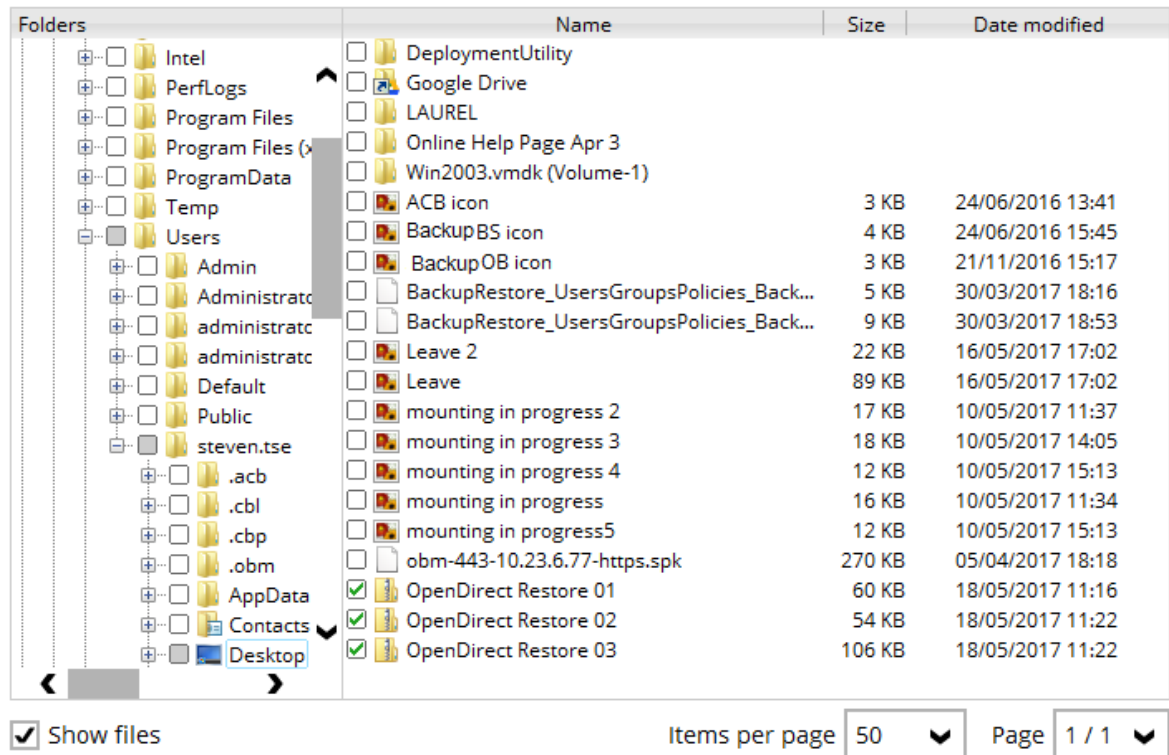 Folders Name Size Date modified
Intel DeploymentUtility
PerfLogs Google Drive
Program Files LAUREL
Program Files (x Online Help Page Apr 3
ProgramData Win2003.vmdk (Volume-1)
Temp ACB icon 3 KB 24/06/2016 13:41
Users BackupBS icon 4 KB 24/06/2016 15:45
Admin BackupOB icon 3 KB 21/11/2016 15:17
Administrato BackupRestore_UsersGroupsPolicies_Back... 5 KB 30/03/2017 18:16
administrato BackupRestore_UsersGroupsPolicies_Back... 9 KB 30/03/2017 18:53
administrato Leave 2 22 KB 16/05/2017 17:02
Default Leave 89 KB 16/05/2017 17:02
Public mounting in progress 2 17 KB 10/05/2017 11:37
steven.tse mounting in progress 3 18 KB 10/05/2017 14:05
.acb mounting in progress 4 12 KB 10/05/2017 15:13
.cbl mounting in progress 16 KB 10/05/2017 11:34
.cbp mounting in progress5 12 KB 10/05/2017 15:13
.obm obm-443-10.23.6.77-https.spk 270 KB 05/04/2017 18:18
AppData OpenDirect Restore 01 60 KB 18/05/2017 11:16
Contacts OpenDirect Restore 02 54 KB 18/05/2017 11:22
Desktop OpenDirect Restore 03 106 KB 18/05/2017 11:22
Show files Items per page 50 Page 1 / 1